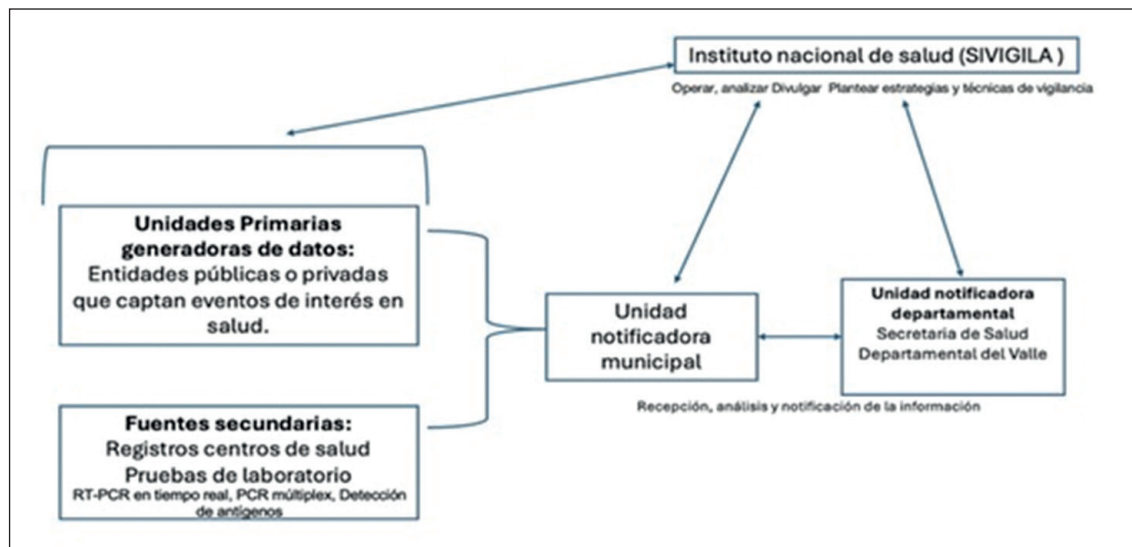 Instituto nacional de salud (SIVIGILA )
Operar, analizar Divulgar Plantear estrategias y técnicas de vigilancia
Unidades Primarias
generadoras de datos:
Entidades públicas o privadas
que captan eventos de interés en
salud.
Unidad
notificadora
municipal
Unidad notificadora
departamental
Secretaria de Salud
Departamental del Valle
Recepción, análisis y notificación de la información
Fuentes secundarias:
Registros centros de salud
Pruebas de laboratorio
RT-PCR en tiempo real, PCR múltiplex, Detección
de antígenos